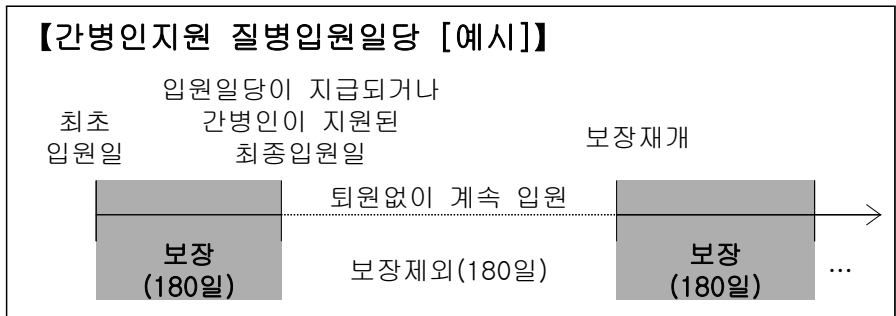 【간병인지원 질병입원일당 [예시]】
입원일당이 지급되거나
최초
간병인이 지원된
입원일
최종입원일
보장재개
퇴원없이 계속 입원
보장
(180일)
보장제외(180일)
보장
(180일)
…